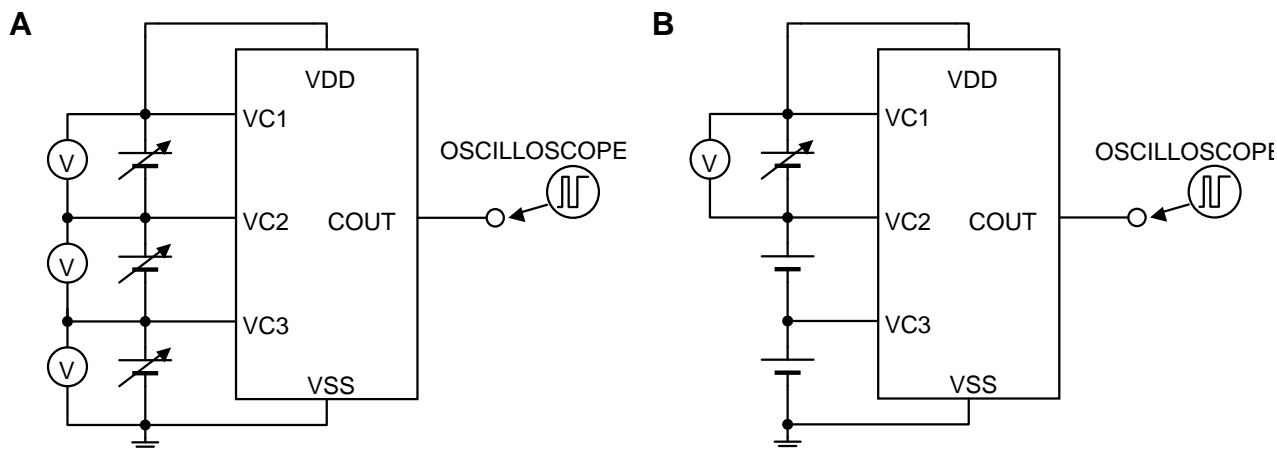 A
VDD
VC1
V
OSCILLOSCOPE
VC2
COUT
V
VC3
V
VSS
B
VDD
VC1
V
OSCILLOSCOPE
VC2
COUT
VC3
VSS